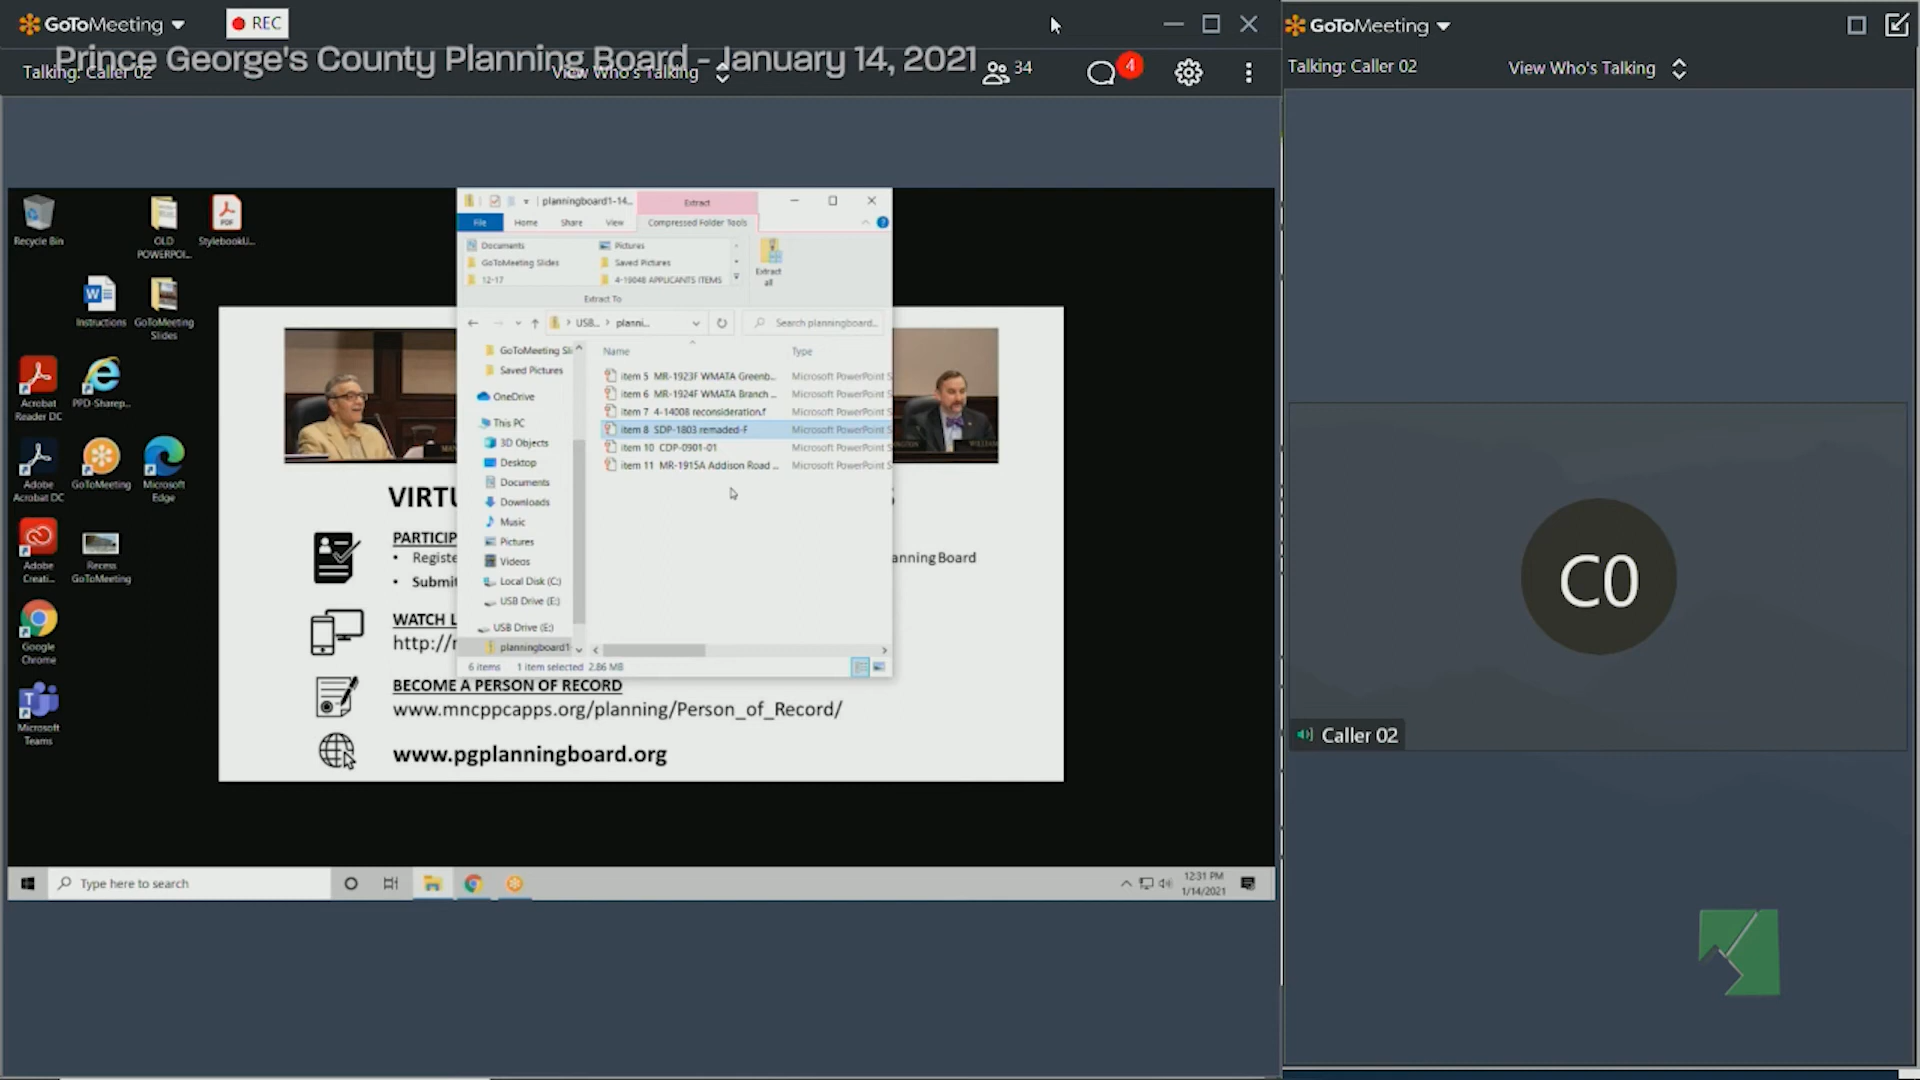 GoToMeeting
REC
Prince George's County Planning Board - January 14, 2021
Talking: Caller 02
View Who's Talking
34
4
Recycle Bin
OLD
POWERPOI...
StylebookU...
Instructions
GoToMeeting
Slides
Acrobat
Reader DC
PPD-Sharep...
Adobe
Acrobat DC
GoToMeeting
Microsoft
Edge
Adobe
Creati...
Recess
GoToMeeting
Google
Chrome
Microsoft
Teams
planningboard1-14...
Extract
File
Home
Share
View
Compressed Folder Tools
Documents
Pictures
GoToMeeting Slides
Saved Pictures
12-17
4-19048 APPLICANTS ITEMS
Extract
all
Extract To
USB...
planni...
Search planningboard...
Name
Type
GoToMeeting Sli
Saved Pictures
OneDrive
This PC
3D Objects
Desktop
Documents
Downloads
Music
Pictures
Videos
Local Disk (C:)
USB Drive (E:)
USB Drive (E:)
planningboard1-
item 5 MR-1923F WMATA Greenb... Microsoft PowerPoint S
item 6 MR-1924F WMATA Branch ... Microsoft PowerPoint S
item 7 4-14008 reconsideration.f Microsoft PowerPoint S
item 8 SDP-1803 remaded-F Microsoft PowerPoint S
item 10 CDP-0901-01 Microsoft PowerPoint S
item 11 MR-1915A Addison Road ... Microsoft PowerPoint S
6 items
1 item selected 2.86 MB
VIRTU
PARTICIP
Registe
anning Board
Submit
WATCH L
http://
BECOME A PERSON OF RECORD
www.mncppcapps.org/planning/Person_of_Record/
www.pgplanningboard.org
Type here to search
12:31 PM
1/14/2021
GoToMeeting
Talking: Caller 02
View Who's Talking
C0
Caller 02